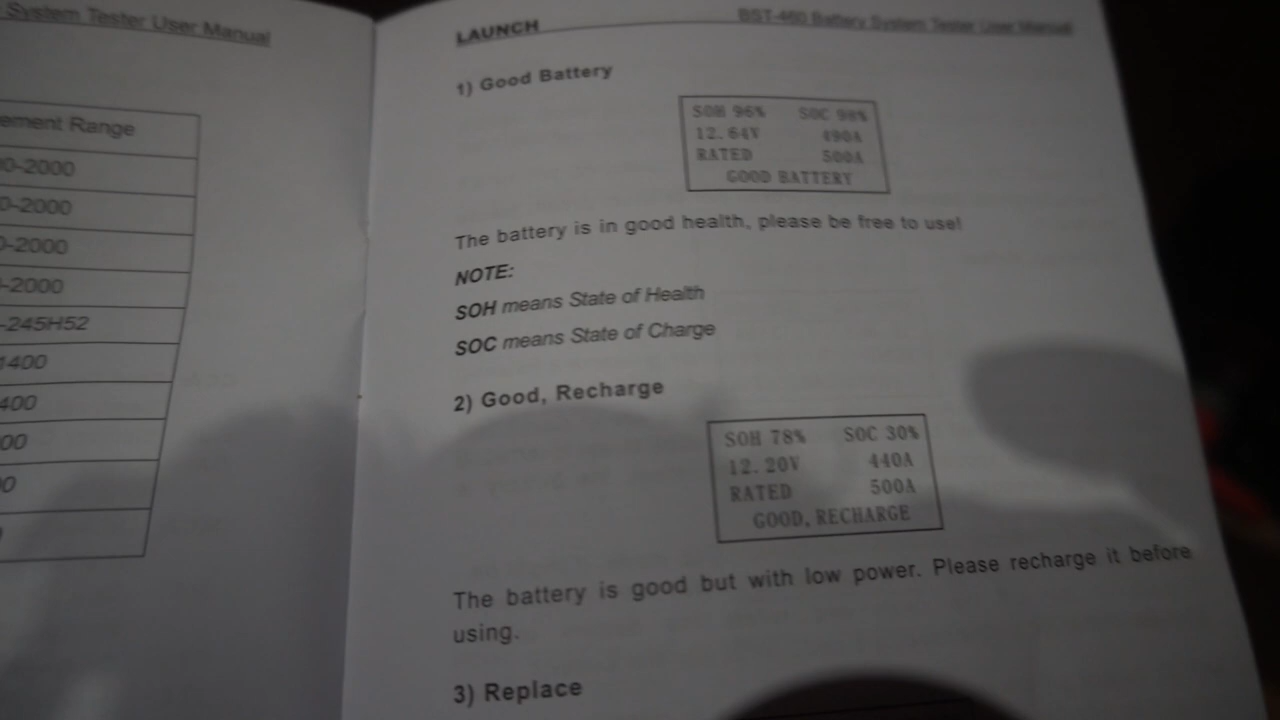 System Tester User Manual
ement Range
0-2000
0-2000
0-2000
-2000
-245H52
1400
400
00
0
LAUNCH
BST-460 Battery System Tester User Manual
1) Good Battery
SOH 96% SOC 98%
12.64V 490A
RATED 500A
GOOD BATTERY
The battery is in good health, please be free to use!
NOTE:
SOH means State of Health
SOC means State of Charge
2) Good, Recharge
SOH 78% SOC 30%
12.20V 440A
RATED 500A
GOOD, RECHARGE
The battery is good but with low power. Please recharge it before
using.
3) Replace